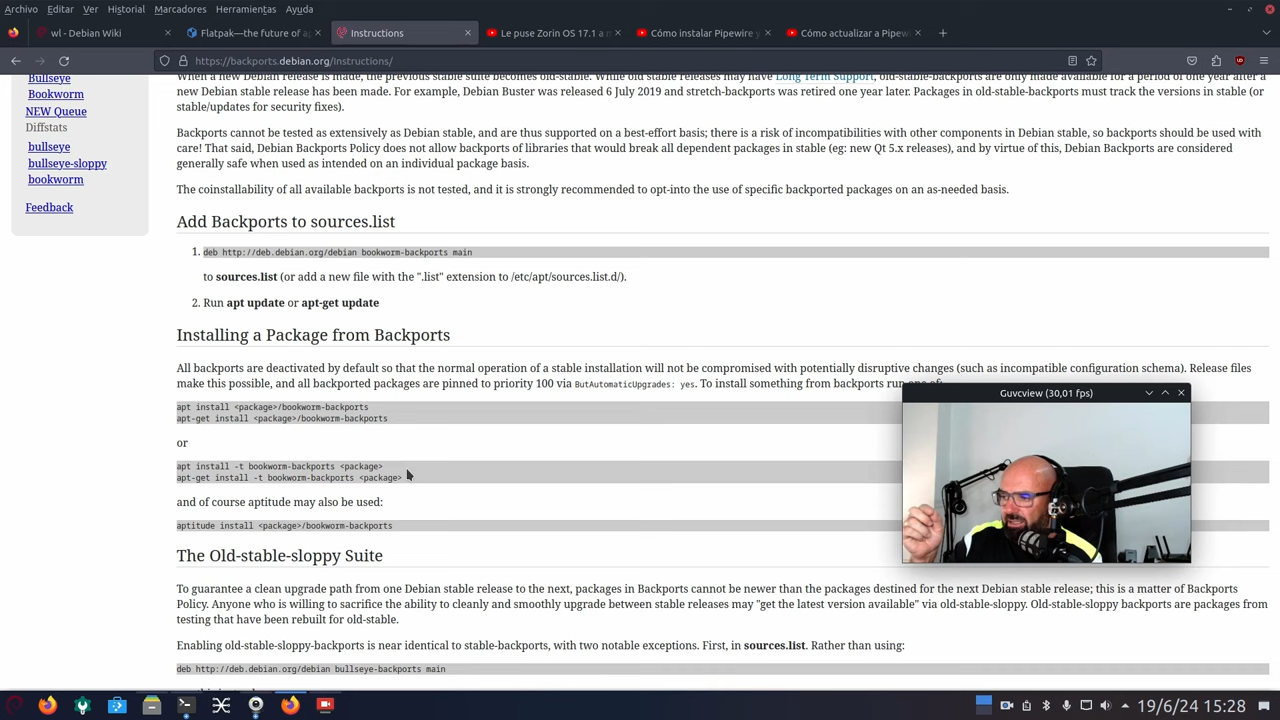 Archivo Editar Ver Historial Marcadores Herramientas Ayuda
wl - Debian Wiki
Flatpak—the future of a
Instructions
Le puse Zorin OS 17.1 a m
Cómo instalar Pipewire y
Cómo actualizar a Pipew
https://backports.debian.org/Instructions/
Bullseye
Bookworm
NEW Queue
Diffstats
bullseye
bullseye-sloppy
bookworm
Feedback
When a new Debian release is made, the previous stable suite becomes old-stable. While old stable releases may have Long Term Support, old-stable-backports are only made available for a period of one year after a
new Debian stable release has been made. For example, Debian Buster was released 6 July 2019 and stretch-backports was retired one year later. Packages in old-stable-backports must track the versions in stable (or
stable/updates for security fixes).
Backports cannot be tested as extensively as Debian stable, and are thus supported on a best-effort basis; there is a risk of incompatibilities with other components in Debian stable, so backports should be used with
care! That said, Debian Backports Policy does not allow backports of libraries that would break all dependent packages in stable (eg: new Qt 5.x releases), and by virtue of this, Debian Backports are considered
generally safe when used as intended on an individual package basis.
The coinstallability of all available backports is not tested, and it is strongly recommended to opt-into the use of specific backported packages on an as-needed basis.
Add Backports to sources.list
1. deb http://deb.debian.org/debian bookworm-backports main
to sources.list (or add a new file with the ".list" extension to /etc/apt/sources.list.d/).
2. Run apt update or apt-get update
Installing a Package from Backports
All backports are deactivated by default so that the normal operation of a stable installation will not be compromised with potentially disruptive changes (such as incompatible configuration schema). Release files
make this possible, and all backported packages are pinned to priority 100 via ButAutomaticUpgrades: yes. To install something from backports run one of:
apt install <package>/bookworm-backports
apt-get install <package>/bookworm-backports
or
apt install -t bookworm-backports <package>
apt-get install -t bookworm-backports <package>
and of course aptitude may also be used:
aptitude install <package>/bookworm-backports
Guvcview (30,01 fps)
The Old-stable-sloppy Suite
To guarantee a clean upgrade path from one Debian stable release to the next, packages in Backports cannot be newer than the packages destined for the next Debian stable release; this is a matter of Backports
Policy. Anyone who is willing to sacrifice the ability to cleanly and smoothly upgrade between stable releases may "get the latest version available" via old-stable-sloppy. Old-stable-sloppy backports are packages from
testing that have been rebuilt for old-stable.
Enabling old-stable-sloppy-backports is near identical to stable-backports, with two notable exceptions. First, in sources.list. Rather than using:
deb http://deb.debian.org/debian bullseye-backports main
19/6/24 15:28